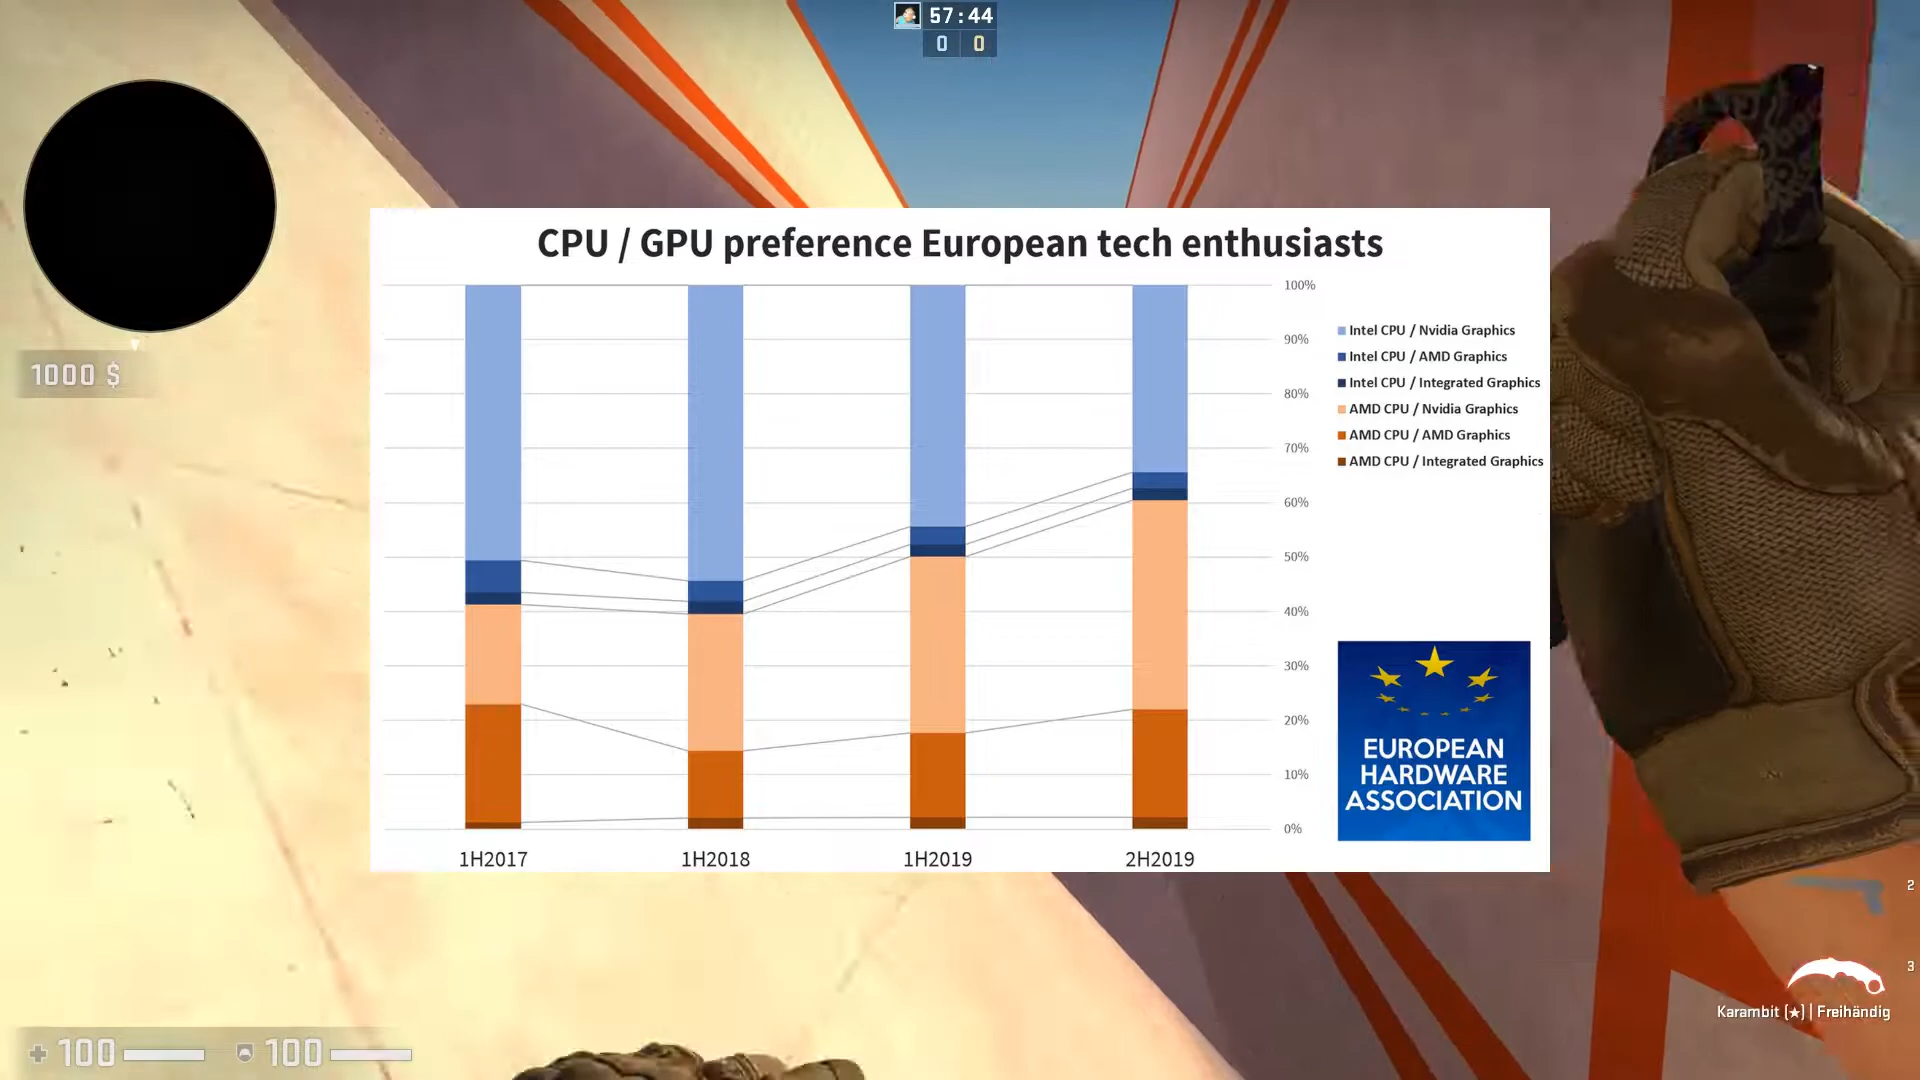 57:44
0 0
1000 $
CPU / GPU preference European tech enthusiasts
100%
90%
80%
70%
60%
50%
40%
30%
20%
10%
0%
Intel CPU / Nvidia Graphics
Intel CPU / AMD Graphics
Intel CPU / Integrated Graphics
AMD CPU / Nvidia Graphics
AMD CPU / AMD Graphics
AMD CPU / Integrated Graphics
EUROPEAN
HARDWARE
ASSOCIATION
1H2017 1H2018 1H2019 2H2019
2
3
Karambit (★) | Freihändig
100 100